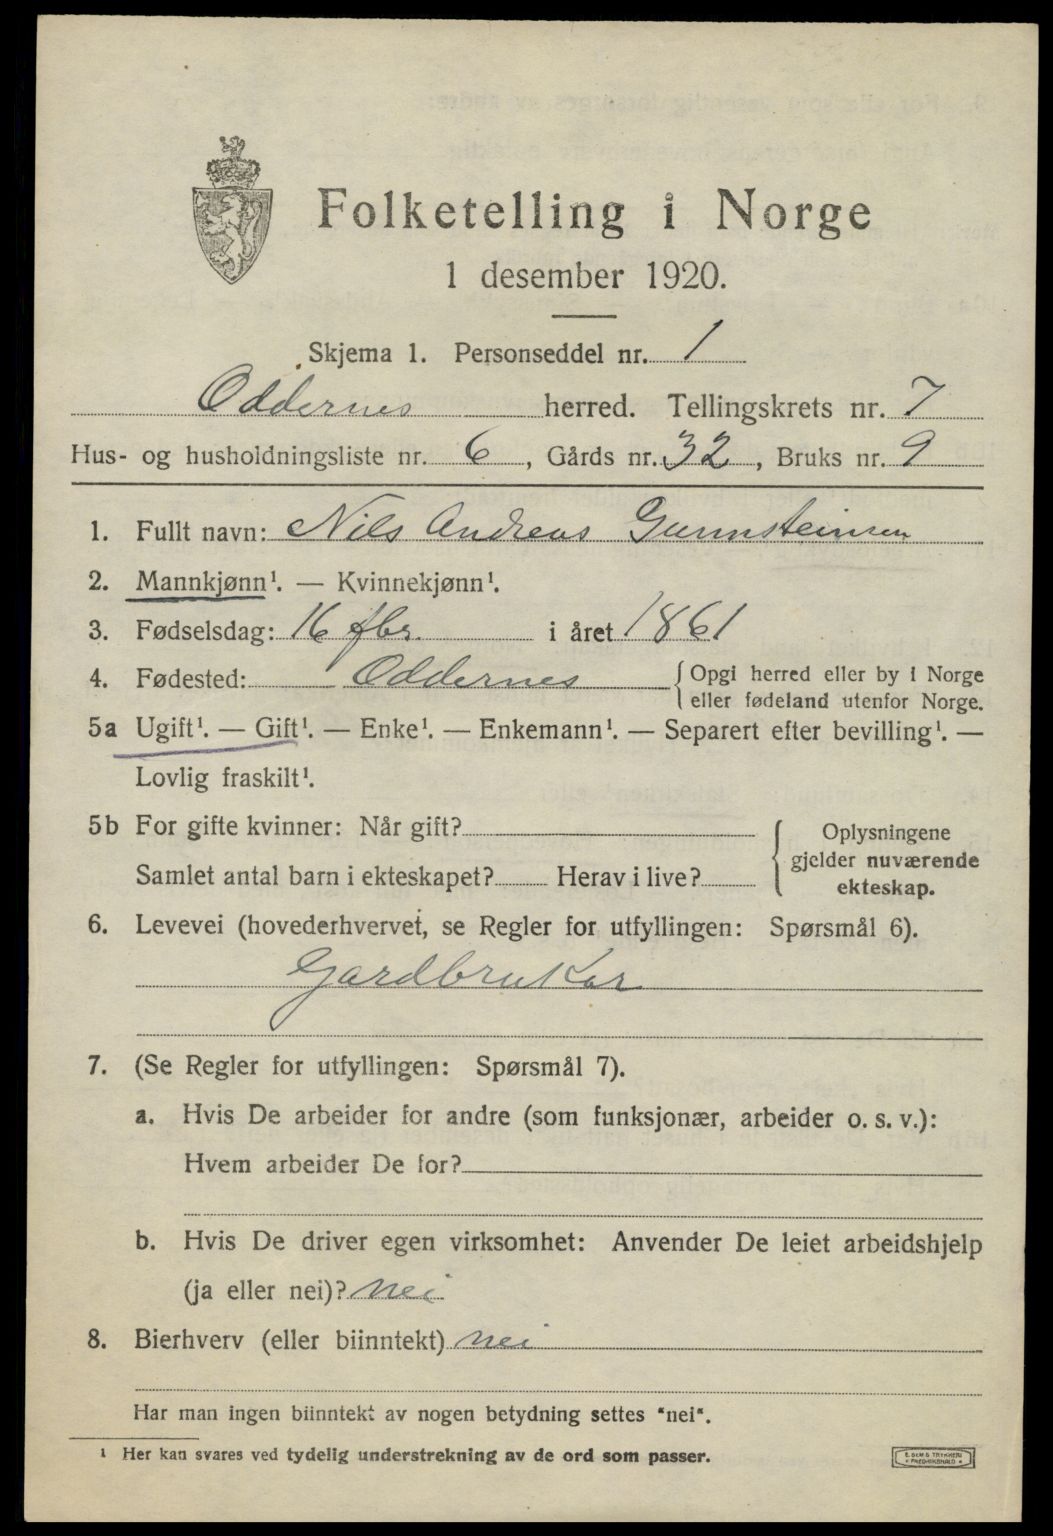 Folketelling i Norge
1 desember 1920.
Skjema 1. Personseddel nr. 1
Oddernes herred. Tellingskrets nr. 7
Hus- og husholdningsliste nr. 6, Gårds nr. 32, Bruks nr. 9
1. Fullt navn: Nils Andreas Gunnsteinsen
2. Mannkjønn¹. — Kvinnekjønn¹.
3. Fødselsdag: 16 fbr. i året 1861
4. Fødested: Oddernes { Opgi herred eller by i Norge
eller fødeland utenfor Norge.
5a Ugift¹. — Gift¹. — Enke¹. — Enkemann¹. — Separert efter bevilling¹. —
Lovlig fraskilt¹.
5b For gifte kvinner: Når gift?
Samlet antal barn i ekteskapet? Herav i live?
{ Oplysningene
gjelder nuværende
ekteskap.
6. Levevei (hovederhvervet, se Regler for utfyllingen: Spørsmål 6).
Gardbrukar
7. (Se Regler for utfyllingen: Spørsmål 7).
a. Hvis De arbeider for andre (som funksjonær, arbeider o. s. v.):
Hvem arbeider De for?
b. Hvis De driver egen virksomhet: Anvender De leiet arbeidshjelp
(ja eller nei)? nei
8. Bierhverv (eller biinntekt) nei
Har man ingen biinntekt av nogen betydning settes "nei".
¹ Her kan svares ved tydelig understrekning av de ord som passer.
E. SEMS TRYKKERI
FREDRIKSHALD